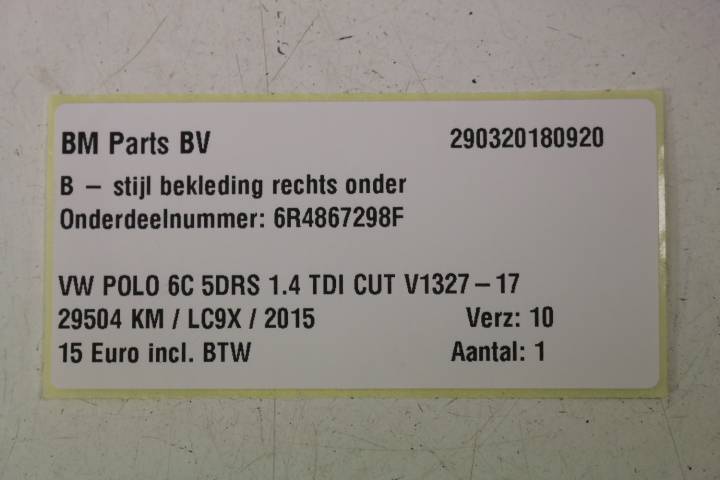 BM Parts BV 290320180920
B – stijl bekleding rechts onder
Onderdeelnummer: 6R4867298F
VW POLO 6C 5DRS 1.4 TDI CUT V1327 – 17
29504 KM / LC9X / 2015 Verz: 10
15 Euro incl. BTW Aantal: 1